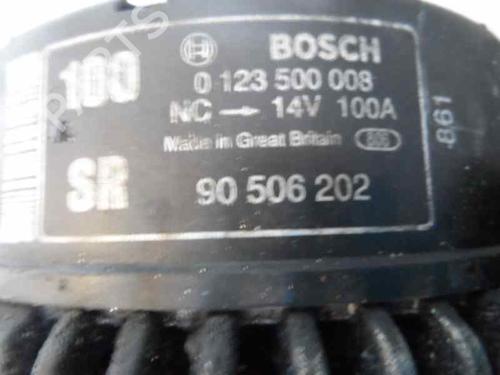 100
BOSCH
0 123 500 008
NC → 14V 100A
Made in Great Britain
SR
90 506 202
861